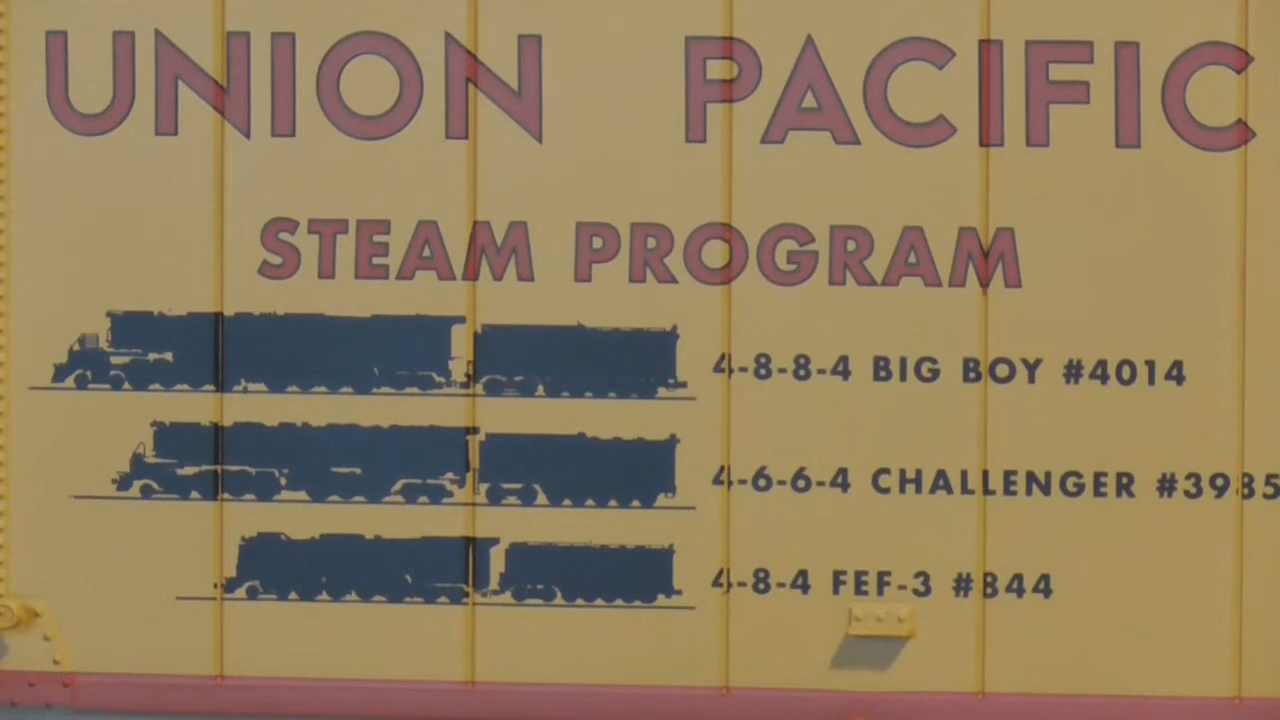 UNION PACIFIC
STEAM PROGRAM
4-8-8-4 BIG BOY #4014
4-6-6-4 CHALLENGER #3985
4-8-4 FEF-3 #844